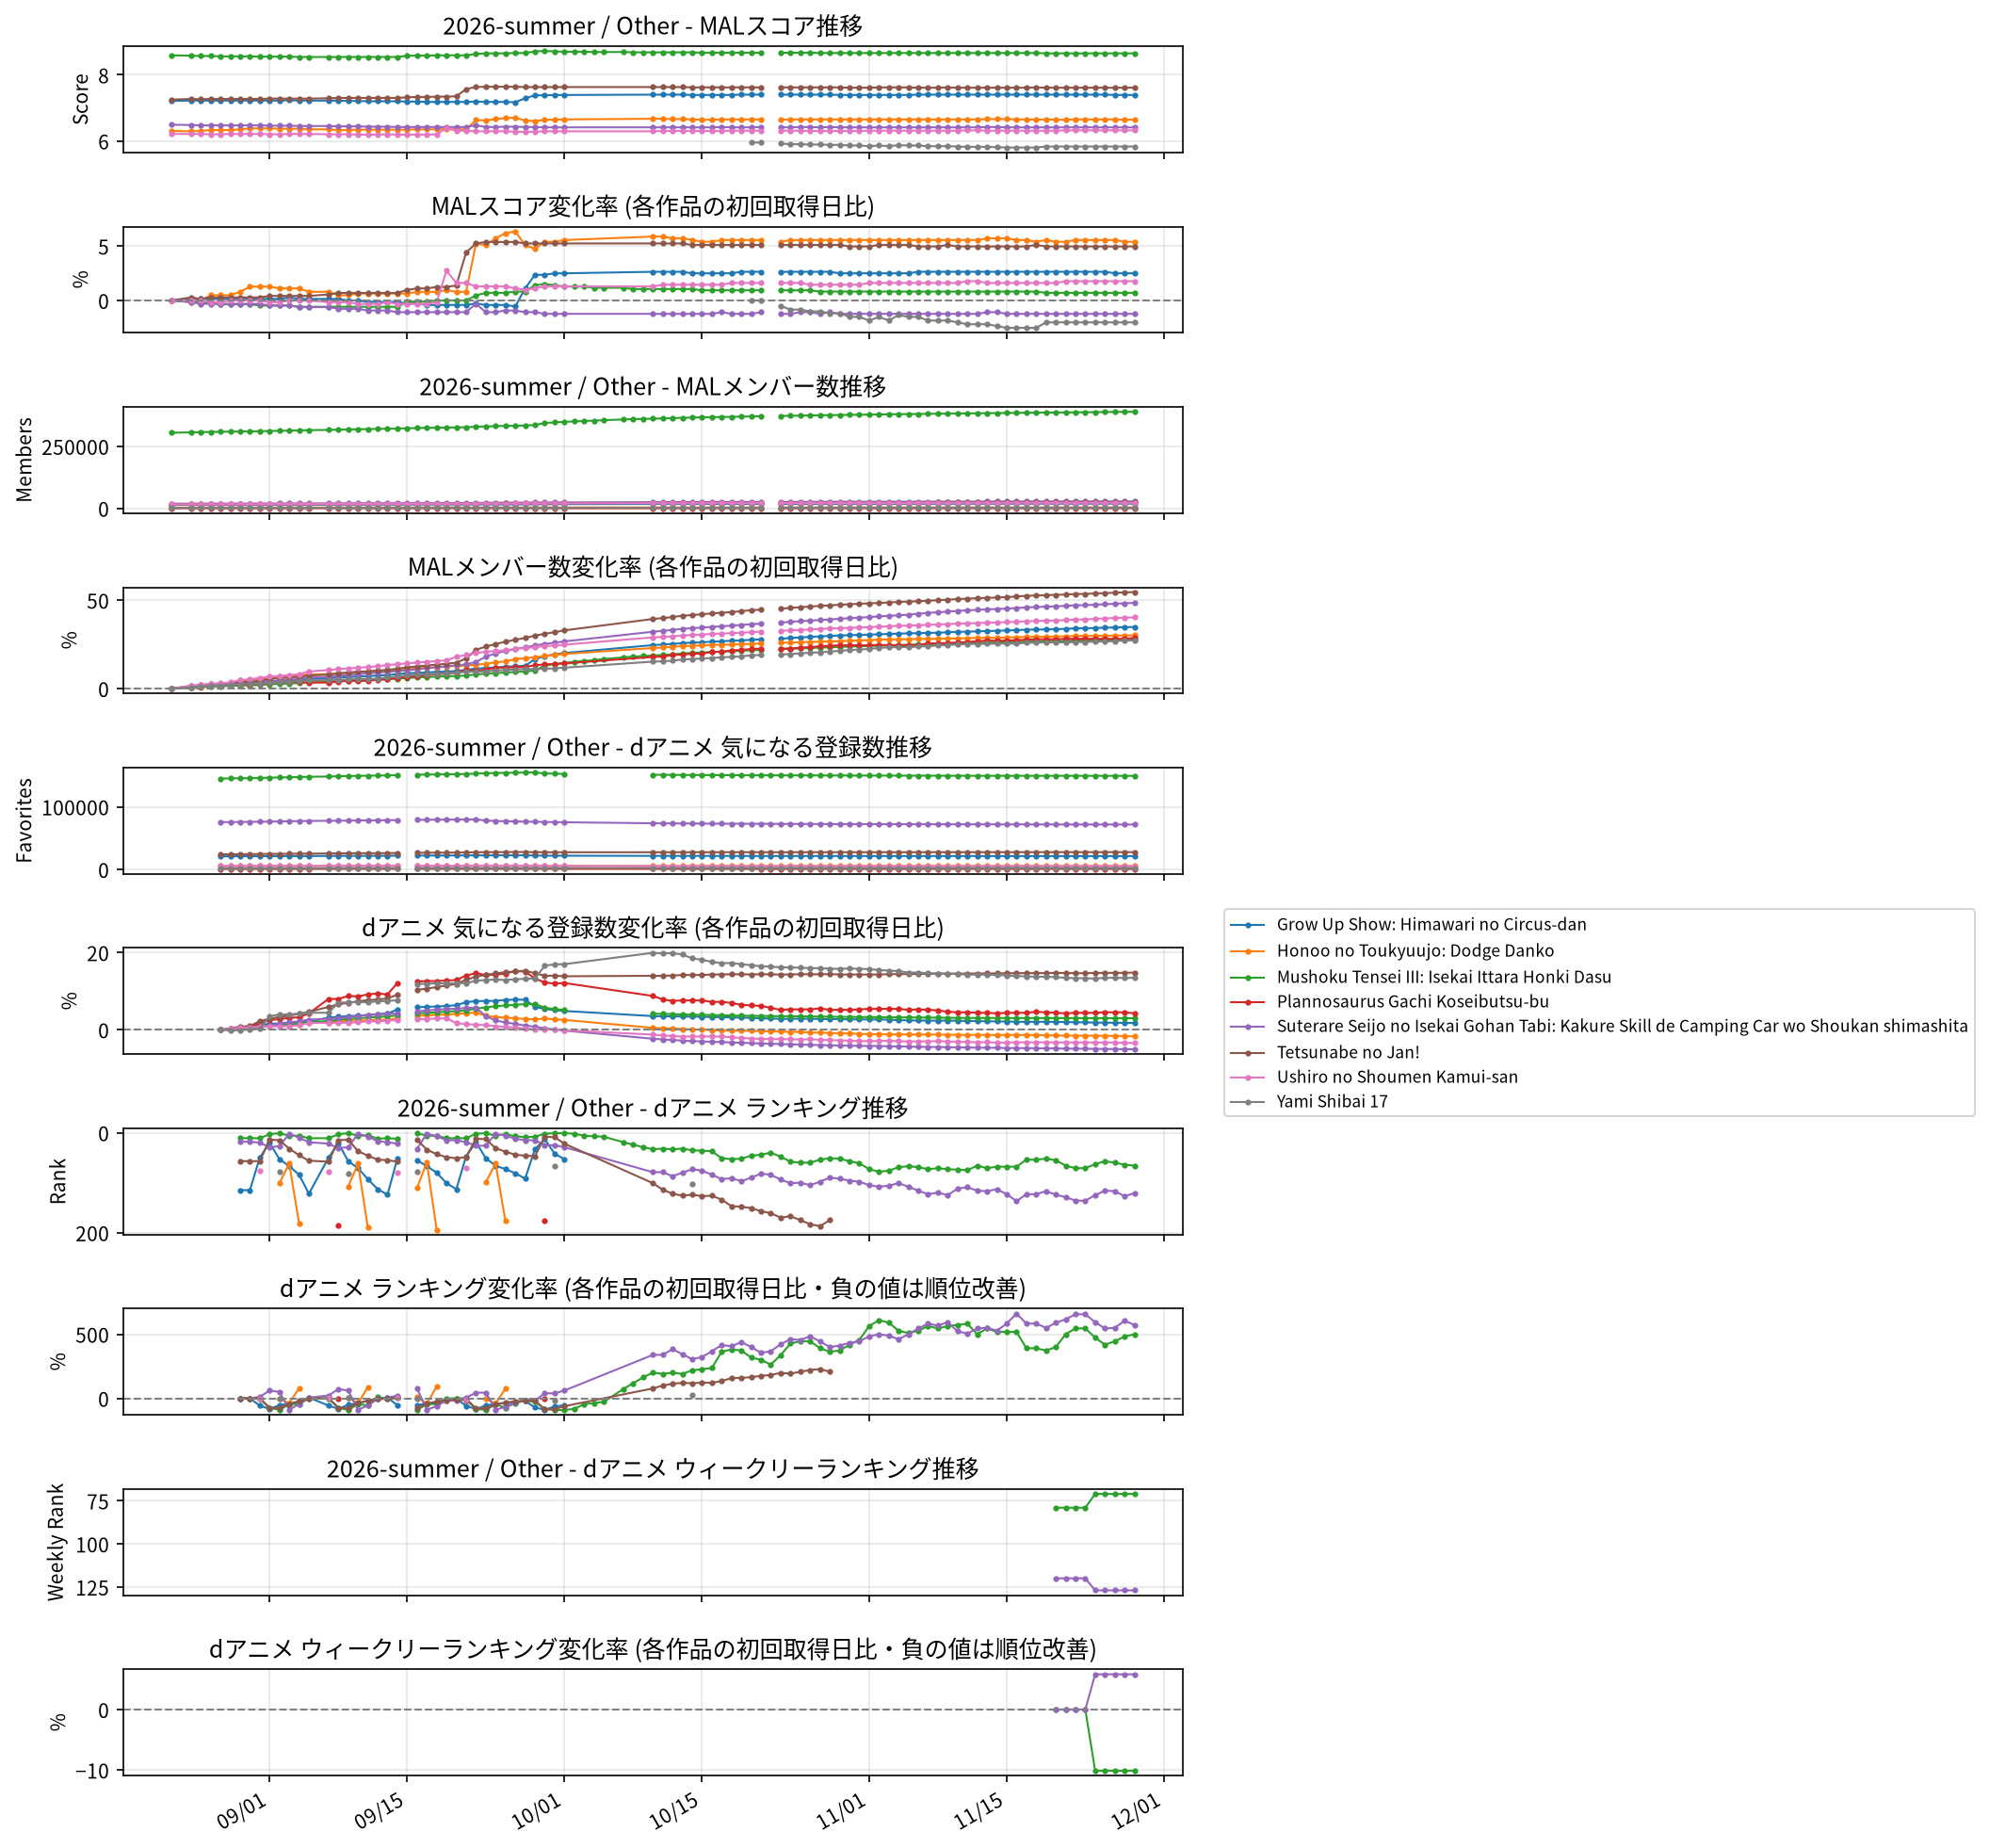 2026-summer / Other - MALスコア推移
Score
8
6
MALスコア変化率 (各作品の初回取得日比)
%
5
0
2026-summer / Other - MALメンバー数推移
Members
250000
0
MALメンバー数変化率 (各作品の初回取得日比)
%
50
0
2026-summer / Other - dアニメ 気になる登録数推移
Favorites
100000
0
dアニメ 気になる登録数変化率 (各作品の初回取得日比)
%
20
0
Grow Up Show: Himawari no Circus-dan
Honoo no Toukyuujo: Dodge Danko
Mushoku Tensei III: Isekai Ittara Honki Dasu
Plannosaurus Gachi Koseibutsu-bu
Suterare Seijo no Isekai Gohan Tabi: Kakure Skill de Camping Car wo Shoukan shimashita
Tetsunabe no Jan!
Ushiro no Shoumen Kamui-san
Yami Shibai 17
2026-summer / Other - dアニメ ランキング推移
Rank
0
200
dアニメ ランキング変化率 (各作品の初回取得日比・負の値は順位改善)
%
500
0
2026-summer / Other - dアニメ ウィークリーランキング推移
Weekly Rank
75
100
125
dアニメ ウィークリーランキング変化率 (各作品の初回取得日比・負の値は順位改善)
%
0
−10
09/01
09/15
10/01
10/15
11/01
11/15
12/01